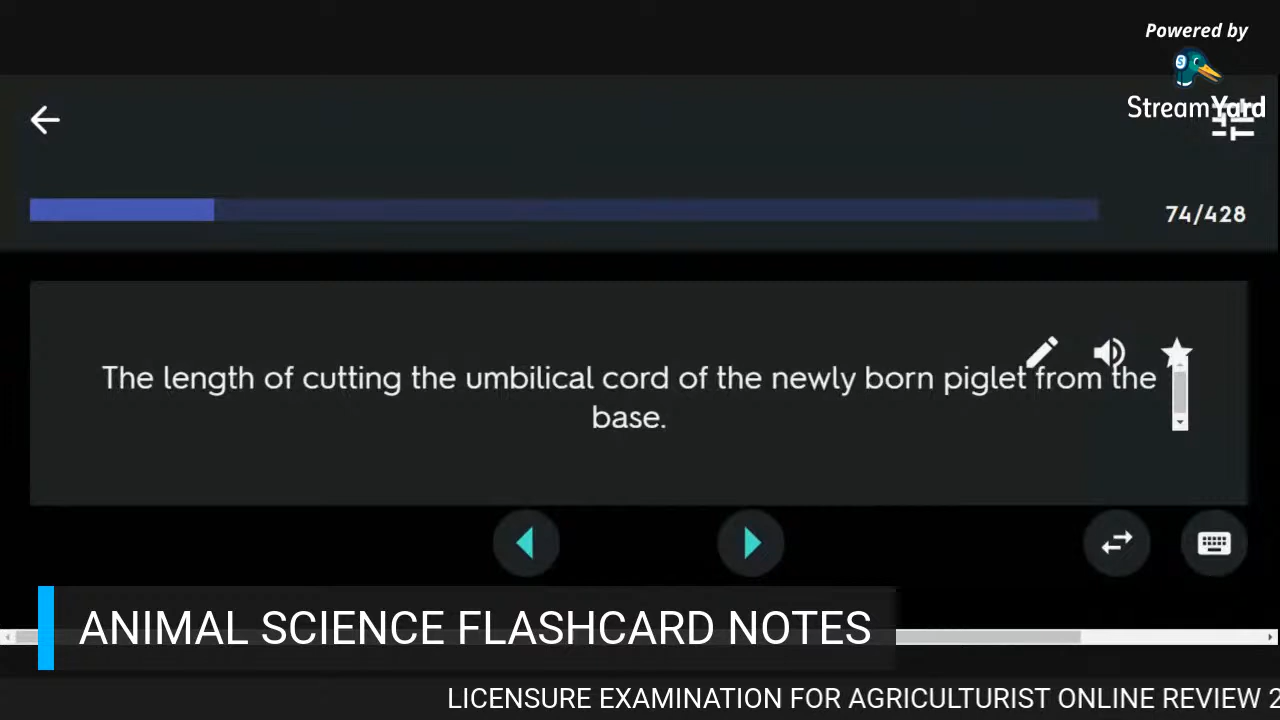 Powered by
StreamYard
74/428
The length of cutting the umbilical cord of the newly born piglet from the
base.
ANIMAL SCIENCE FLASHCARD NOTES
LICENSURE EXAMINATION FOR AGRICULTURIST ONLINE REVIEW 2